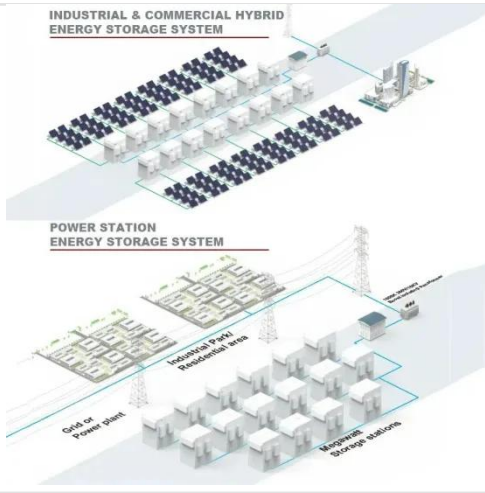 INDUSTRIAL & COMMERCIAL HYBRID
ENERGY STORAGE SYSTEM
POWER STATION
ENERGY STORAGE SYSTEM
Industrial Park/
Residential area
Grid or
Power plant
Megawatt
Storage stations